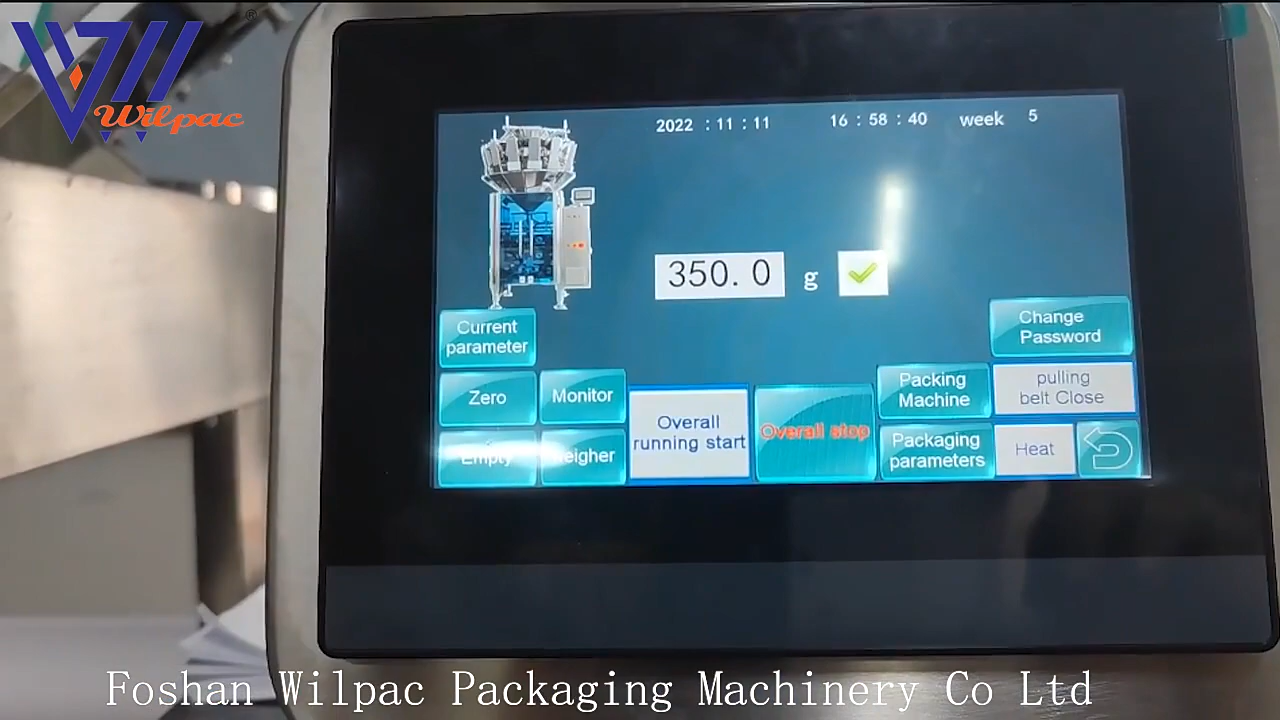 ®
Wilpac
2022 : 11 : 11
16 : 58 : 40
week 5
350.0 g
Current
parameter
Change
Password
Zero
Monitor
Overall
running start
Overall stop
Packing
Machine
pulling
belt Close
Empty
Weigher
Packaging
parameters
Heat
Foshan Wilpac Packaging Machinery Co Ltd